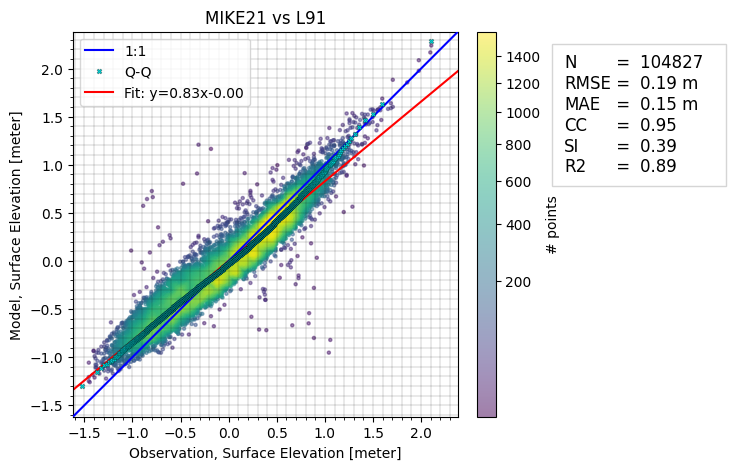 MIKE21 vs L91
1:1
Q-Q
Fit: y=0.83x-0.00
2.0
1.5
1.0
0.5
0.0
−0.5
−1.0
−1.5
Model, Surface Elevation [meter]
−1.5 −1.0 −0.5 0.0 0.5 1.0 1.5 2.0
Observation, Surface Elevation [meter]
1400
1200
1000
800
600
400
200
# points
N = 104827
RMSE = 0.19 m
MAE = 0.15 m
CC = 0.95
SI = 0.39
R2 = 0.89